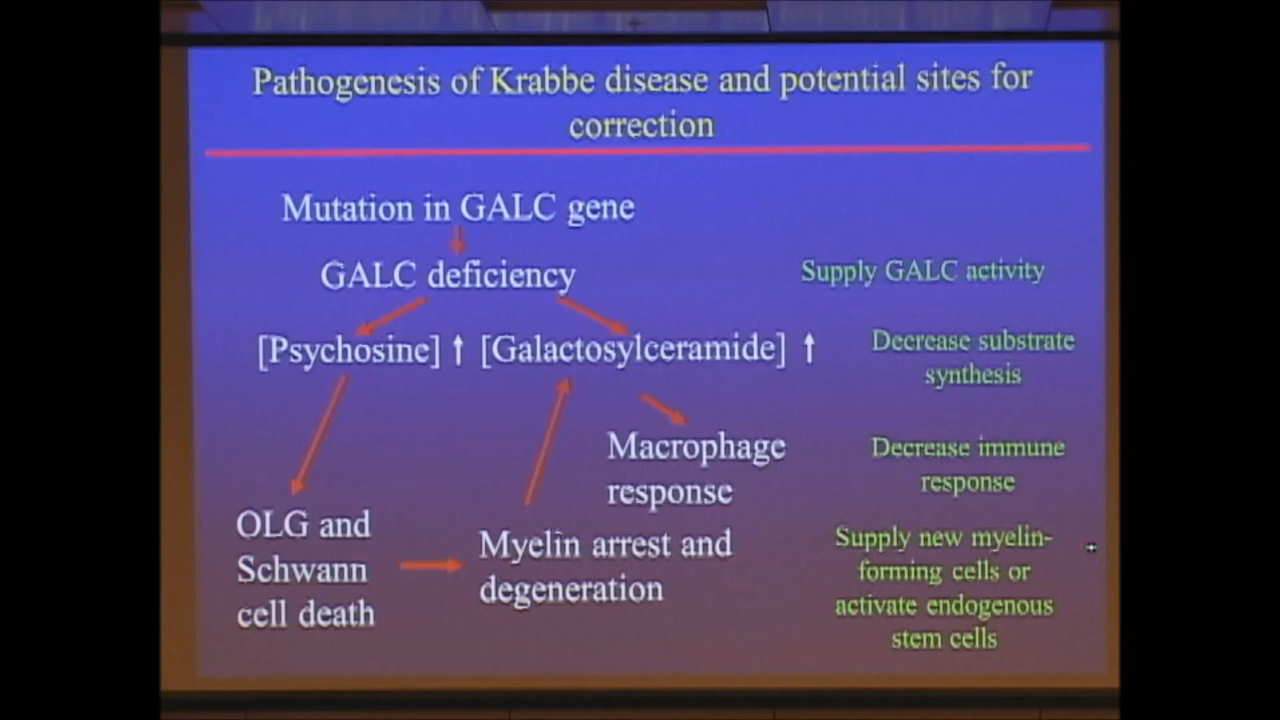 Pathogenesis of Krabbe disease and potential sites for
correction
Mutation in GALC gene
GALC deficiency
Supply GALC activity
[Psychosine] ↑ [Galactosylceramide] ↑
Decrease substrate
synthesis
Macrophage
response
Decrease immune
response
OLG and
Schwann
cell death
Myelin arrest and
degeneration
Supply new myelin-
forming cells or
activate endogenous
stem cells